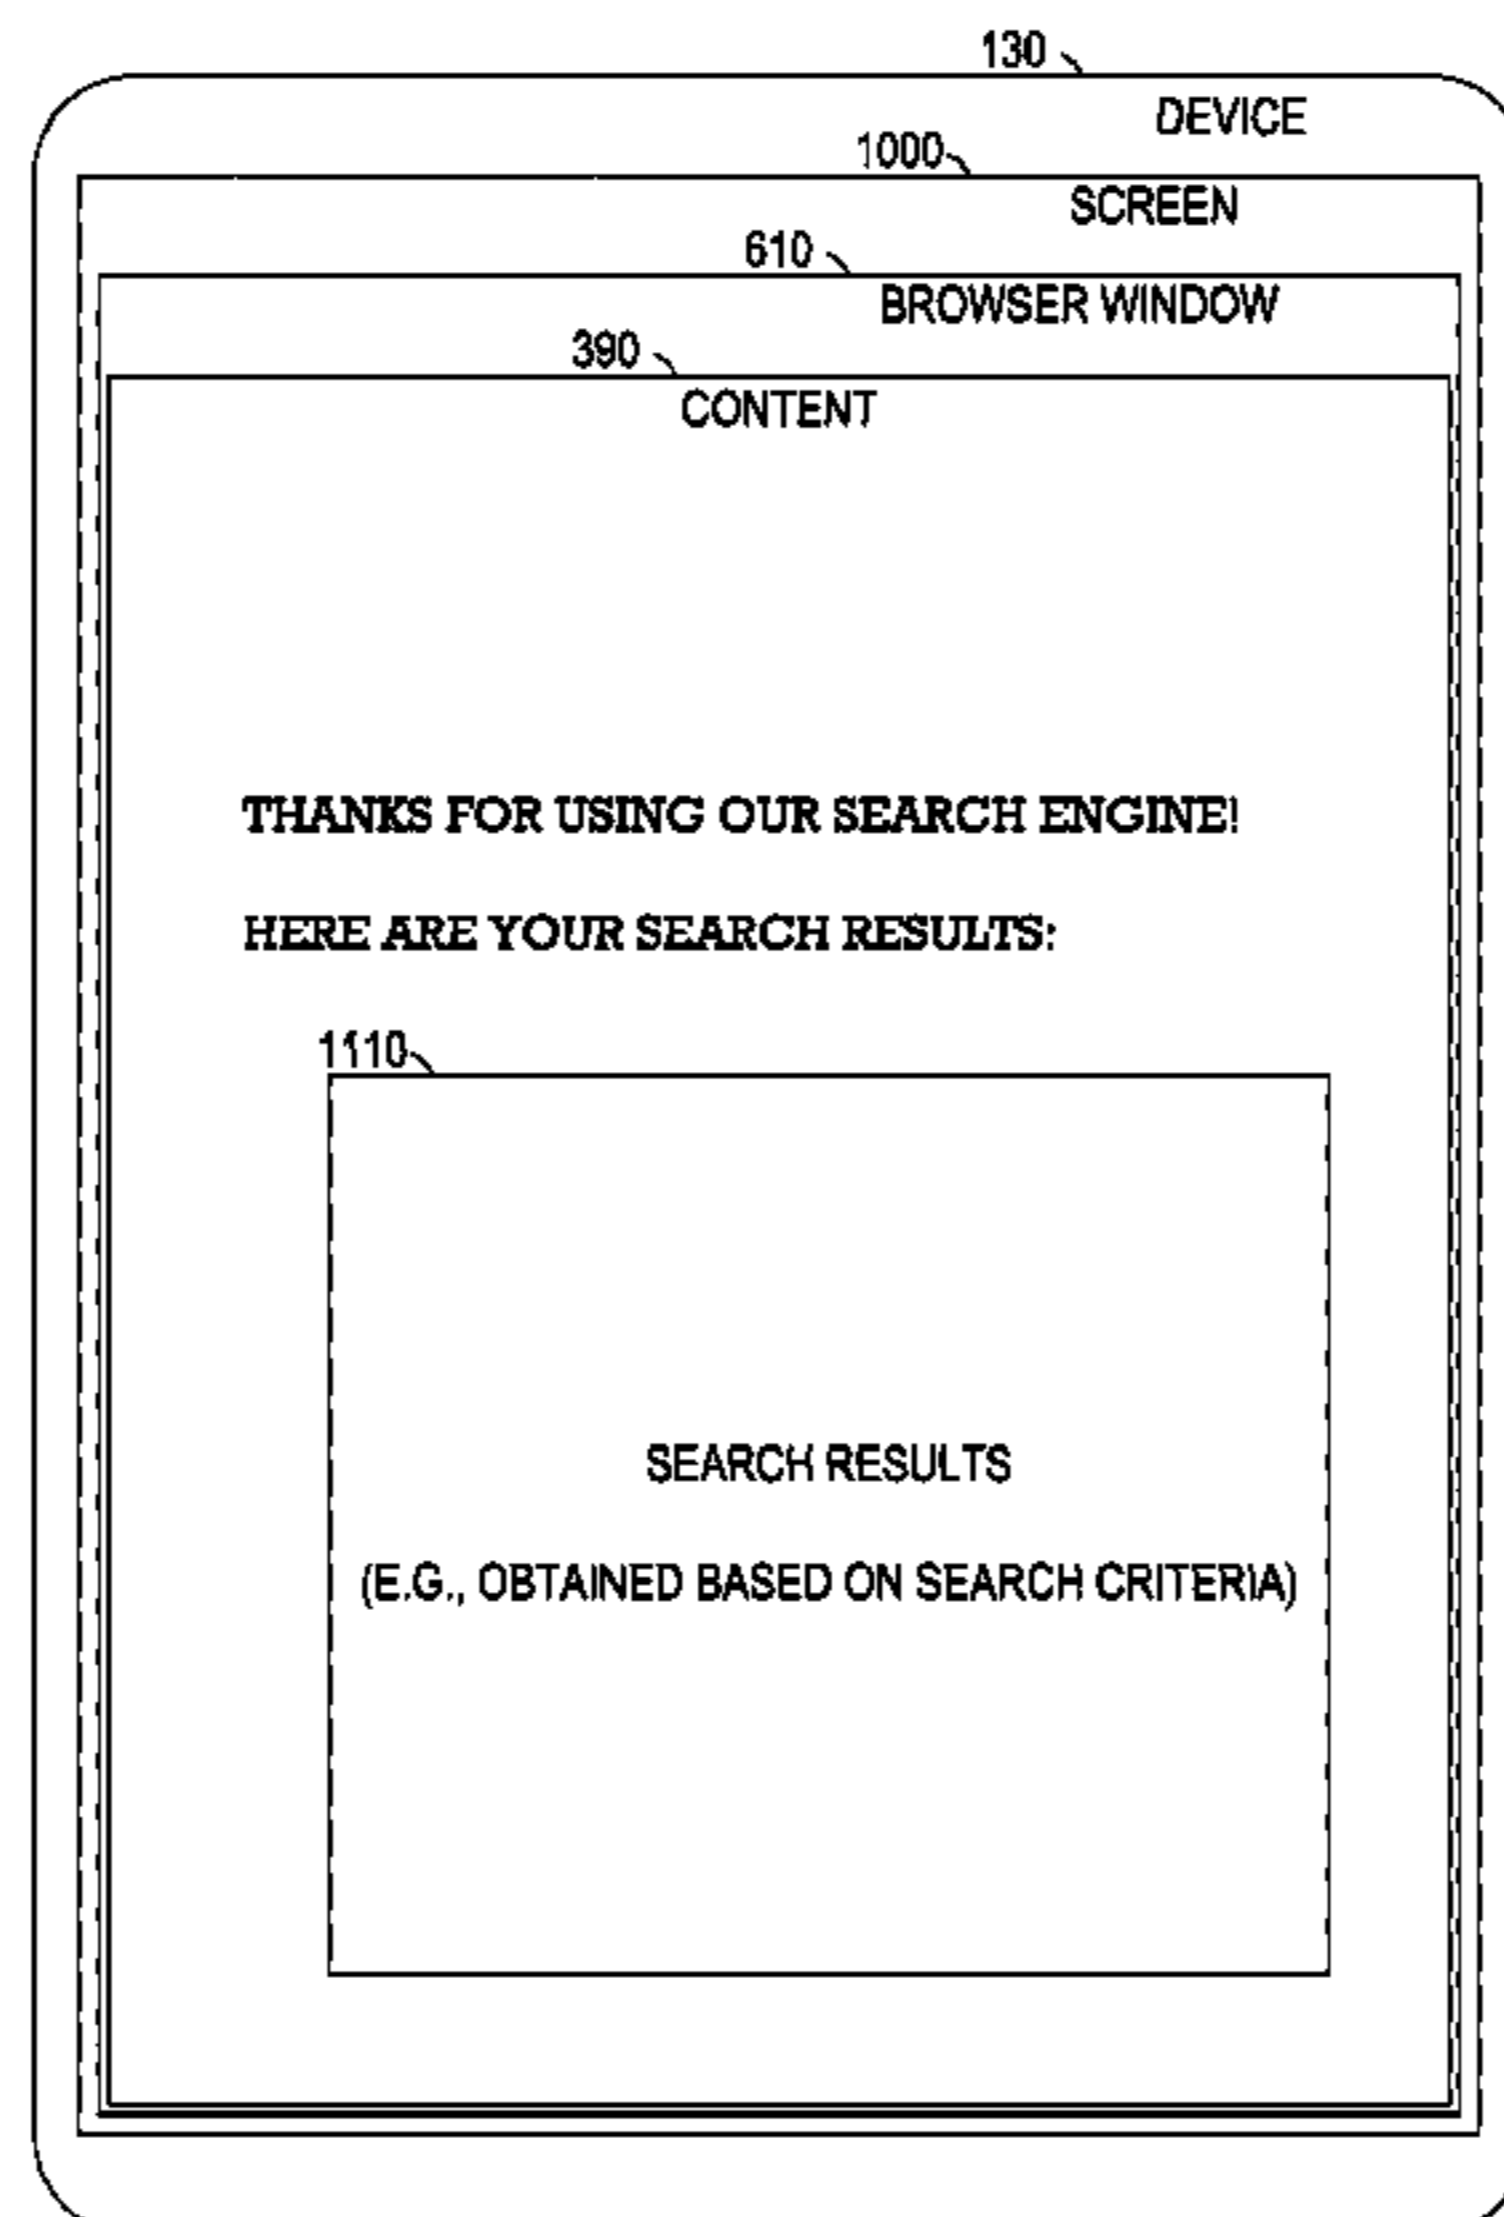 130
DEVICE
1000
SCREEN
610
BROWSER WINDOW
390
CONTENT
THANKS FOR USING OUR SEARCH ENGINE!
HERE ARE YOUR SEARCH RESULTS:
1110
SEARCH RESULTS
(E.G., OBTAINED BASED ON SEARCH CRITERIA)